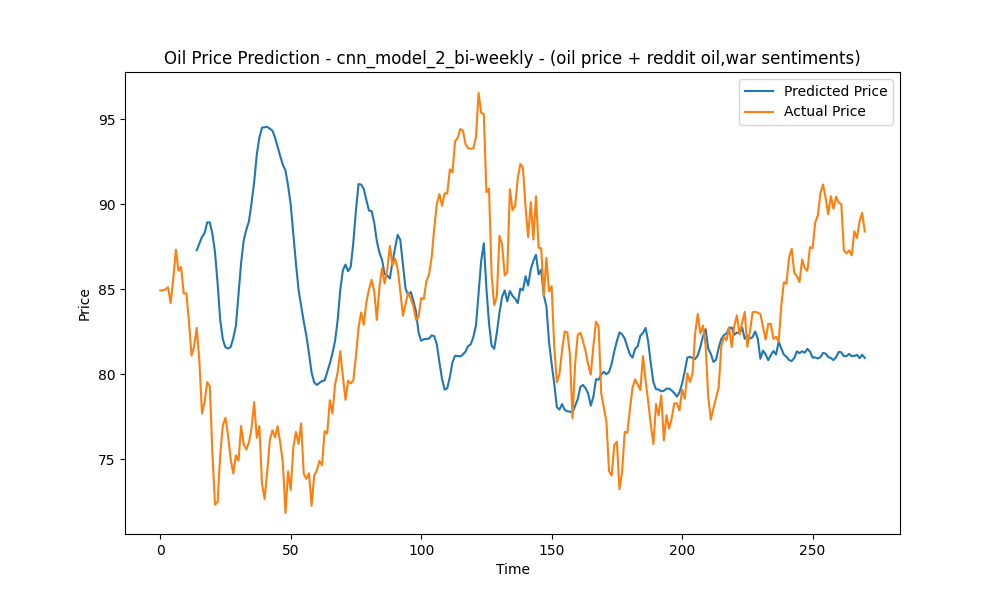 Oil Price Prediction - cnn_model_2_bi-weekly - (oil price + reddit oil,war sentiments)
Predicted Price
Actual Price
95
90
85
80
75
Price
0 50 100 150 200 250
Time